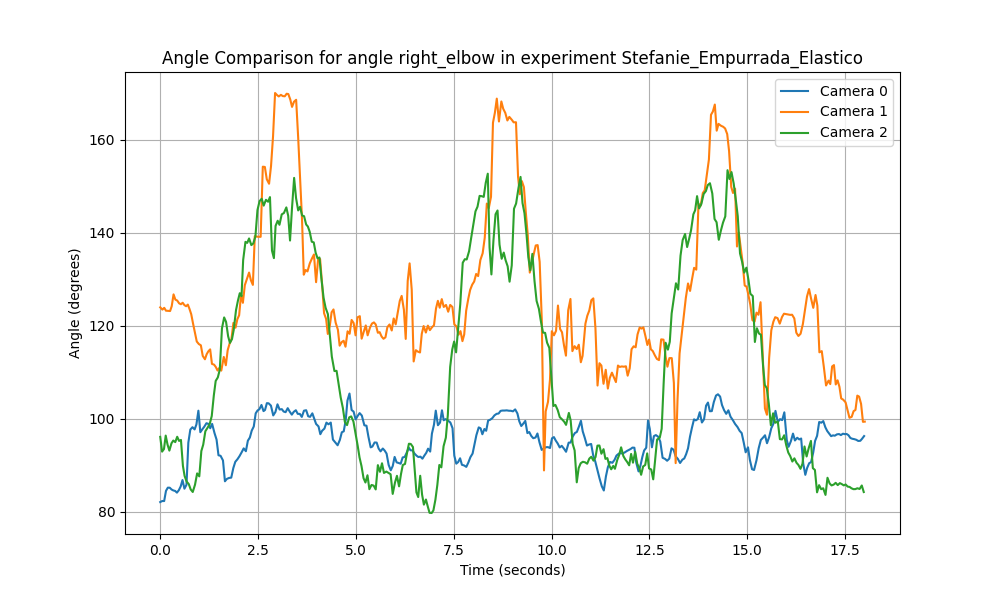 Angle Comparison for angle right_elbow in experiment Stefanie_Empurrada_Elastico
Camera 0
Camera 1
Camera 2
160
140
120
100
80
Angle (degrees)
0.0 2.5 5.0 7.5 10.0 12.5 15.0 17.5
Time (seconds)